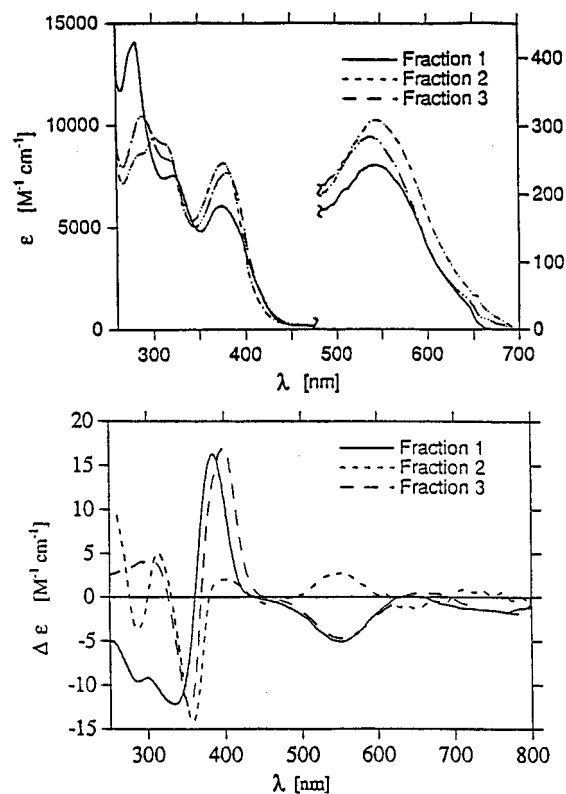 15000
10000
5000
0
ε [M⁻¹ cm⁻¹]
Fraction 1
Fraction 2
Fraction 3
400
300
200
100
0
300 400 500 600 700
λ [nm]
20
15
10
5
0
-5
-10
-15
Δ ε [M⁻¹ cm⁻¹]
Fraction 1
Fraction 2
Fraction 3
300 400 500 600 700 800
λ [nm]